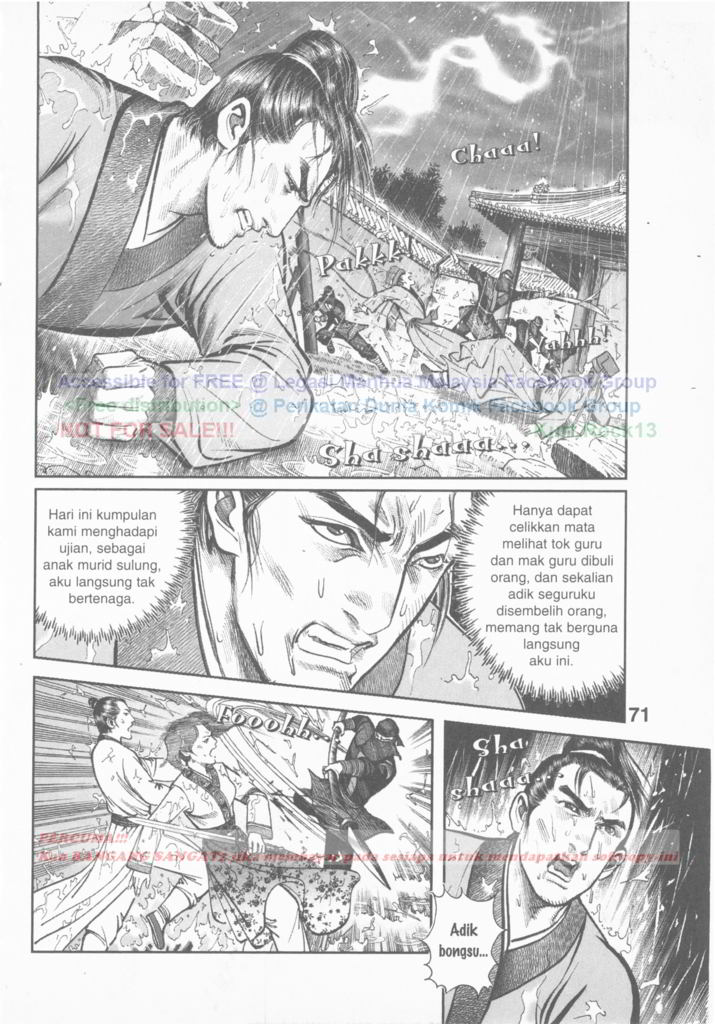 Chaaa!
Pakkk!
Yahhh!
Accessible for FREE @ Legasi Manhua Malaysia Facebook Group
<Free distribution> @ Perikatan Dunia Komik Facebook Group
NOT FOR SALE!!!
Sha shaaa...
Hari ini kumpulan
kami menghadapi
ujian, sebagai
anak murid sulung,
aku langsung tak
bertenaga.
Hanya dapat
celikkan mata
melihat tok guru
dan mak guru dibuli
orang, dan sekalian
adik seguruku
disembelih orang,
memang tak berguna
langsung
aku ini.
71
Fooohh..
Sha
shaaa...
PERCUMA!!!
Adik
bongsu...